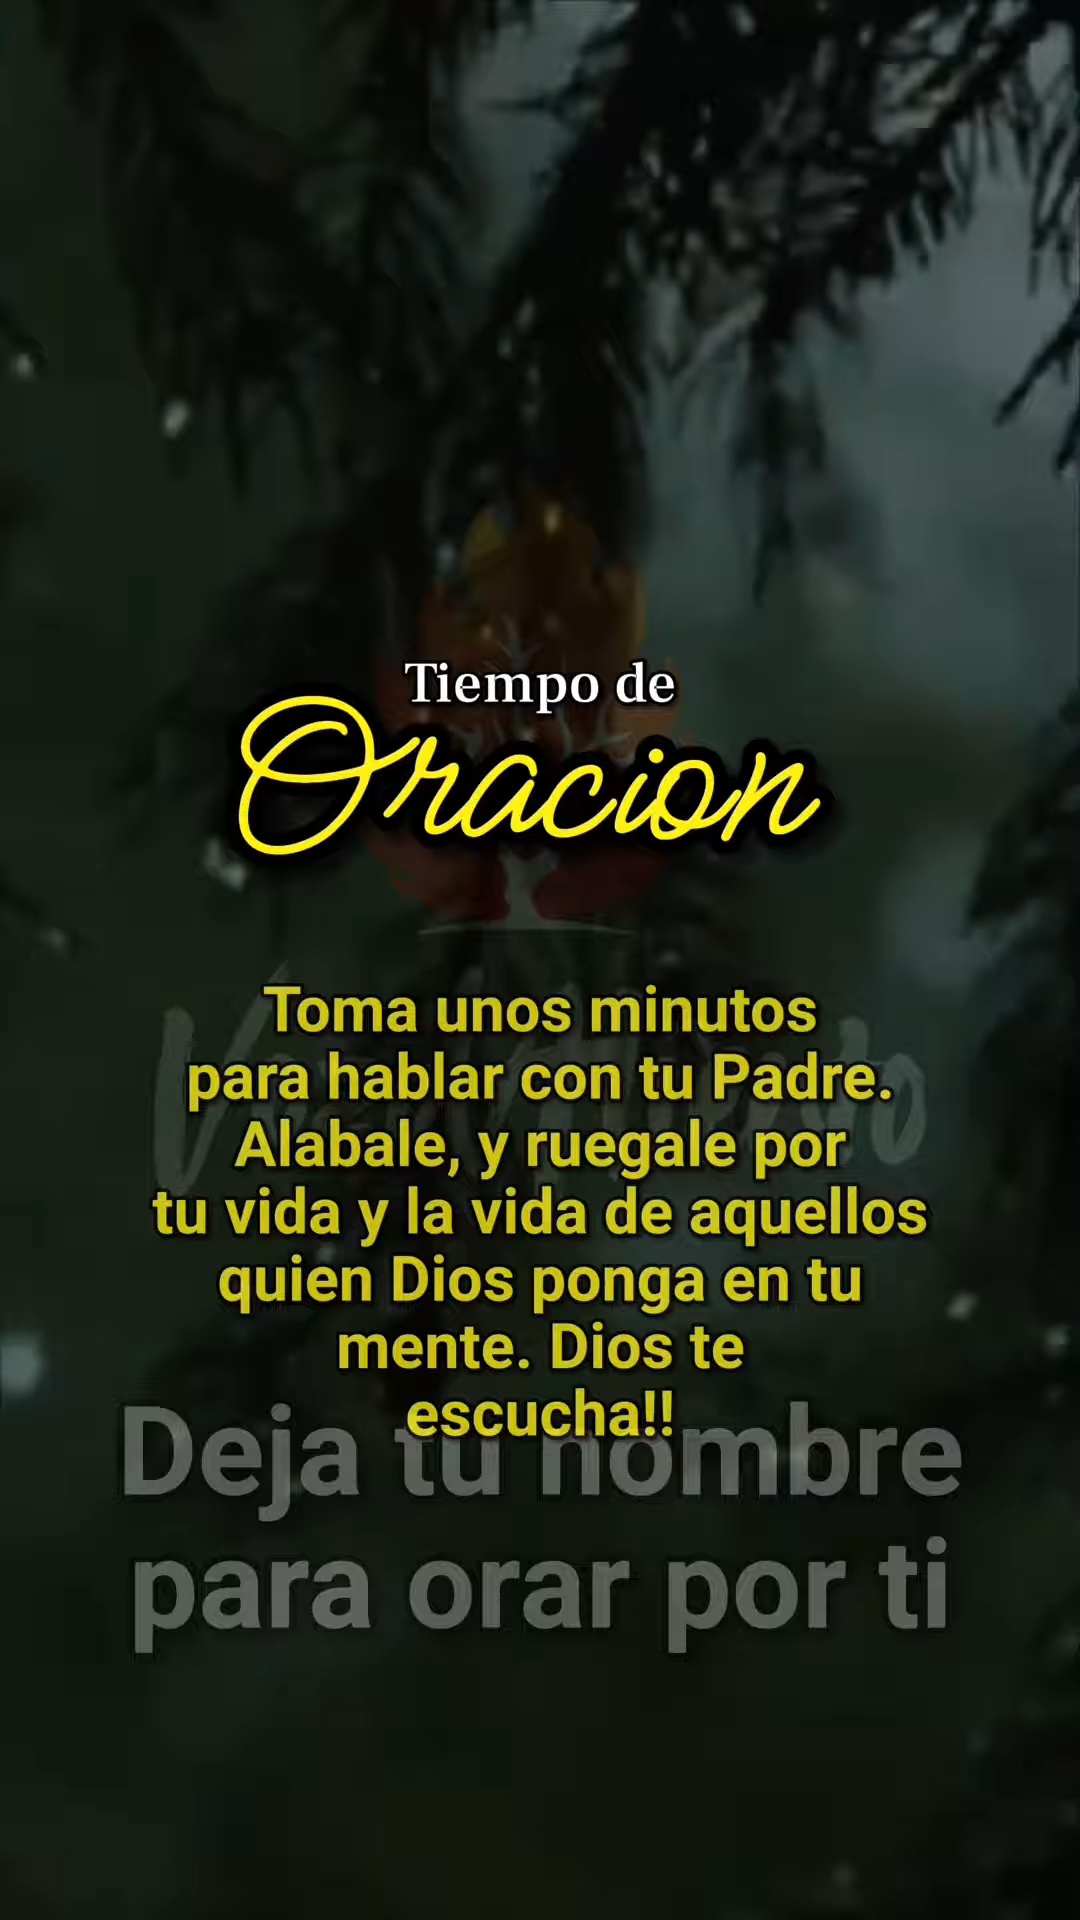 Tiempo de
Oracion
Toma unos minutos
para hablar con tu Padre.
Alabale, y ruegale por
tu vida y la vida de aquellos
quien Dios ponga en tu
mente. Dios te
escucha!!
Deja tu nombre
para orar por ti